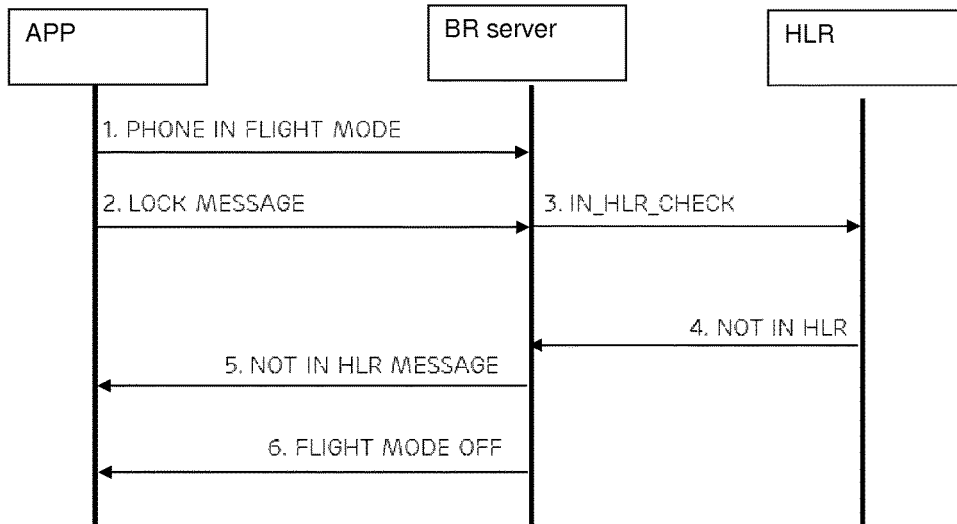 APP
BR server
HLR
1. PHONE IN FLIGHT MODE
2. LOCK MESSAGE
3. IN_HLR_CHECK
4. NOT IN HLR
5. NOT IN HLR MESSAGE
6. FLIGHT MODE OFF